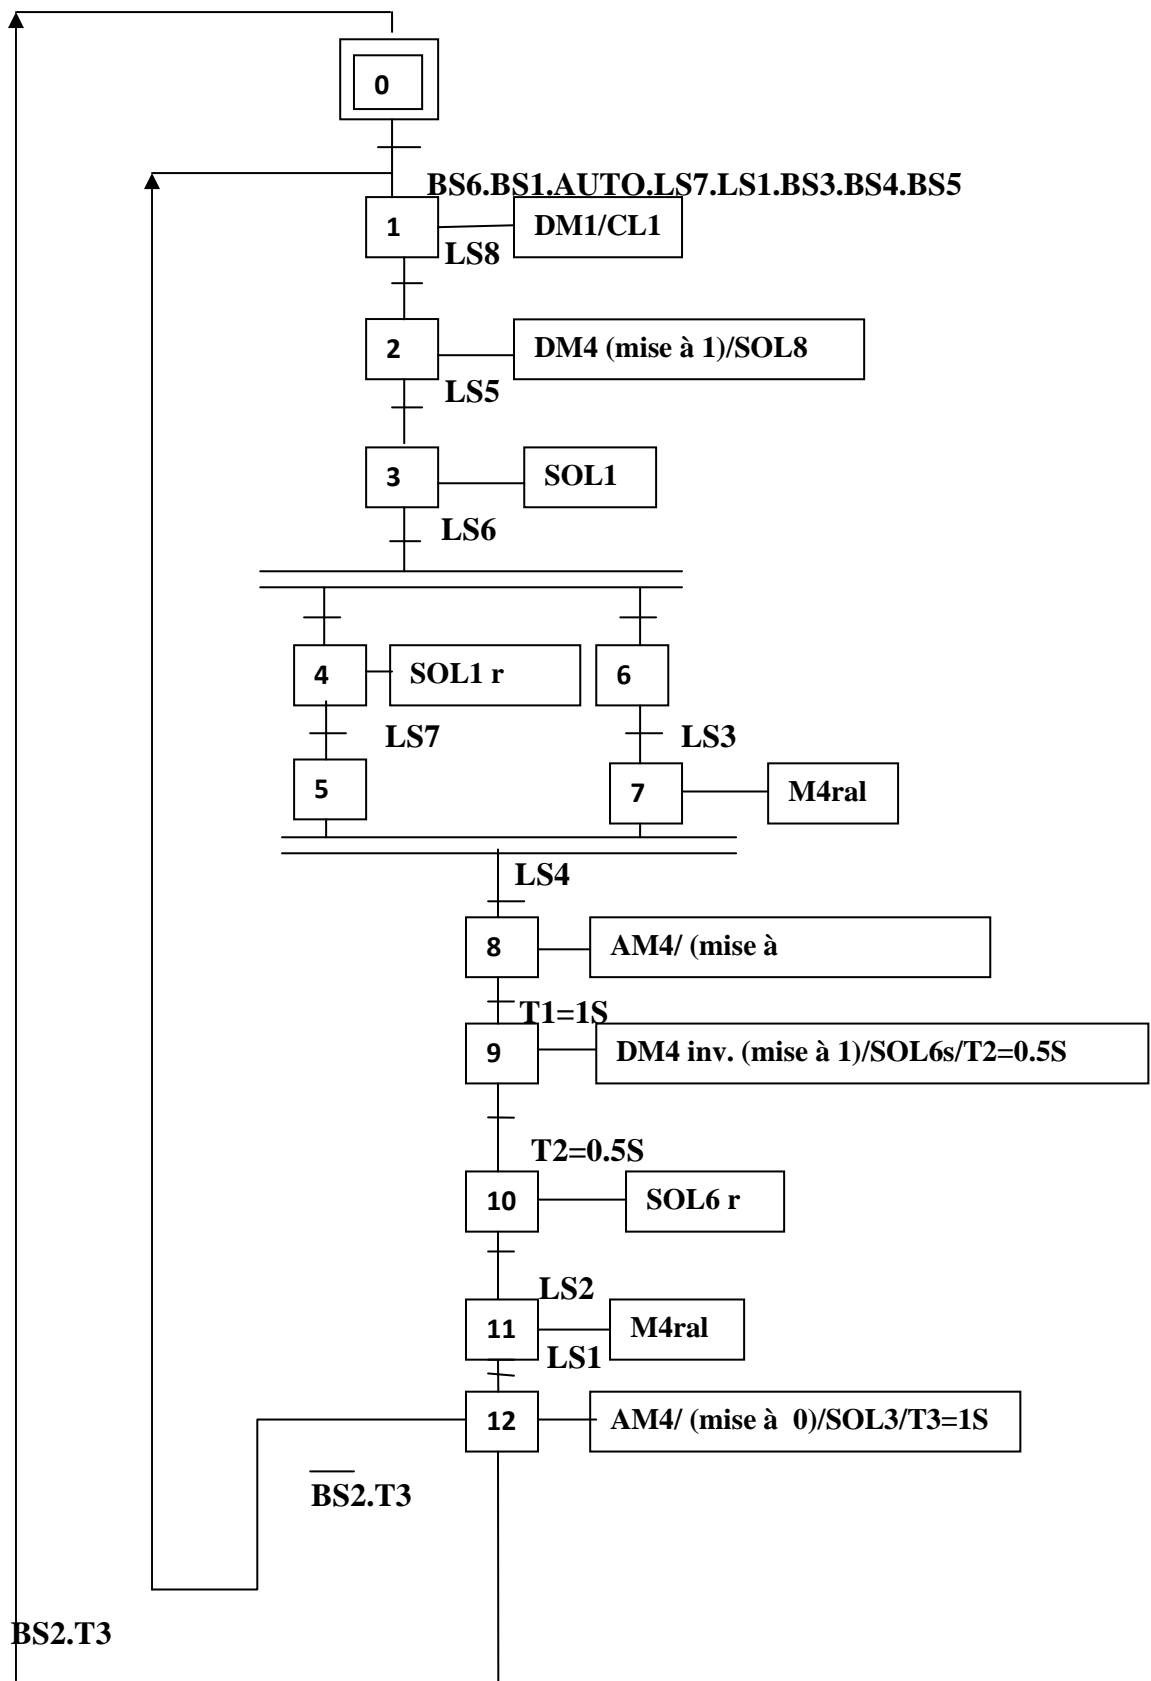 0
BS6.BS1.AUTO.LS7.LS1.BS3.BS4.BS5
1
DM1/CL1
LS8
2
DM4 (mise à 1)/SOL8
LS5
3
SOL1
LS6
4
SOL1 r
6
LS7
LS3
5
7
M4ral
LS4
8
AM4/ (mise à
T1=1S
9
DM4 inv. (mise à 1)/SOL6s/T2=0.5S
T2=0.5S
10
SOL6 r
LS2
11
M4ral
LS1
12
AM4/ (mise à  0)/SOL3/T3=1S
B̅S̅2.T3
BS2.T3